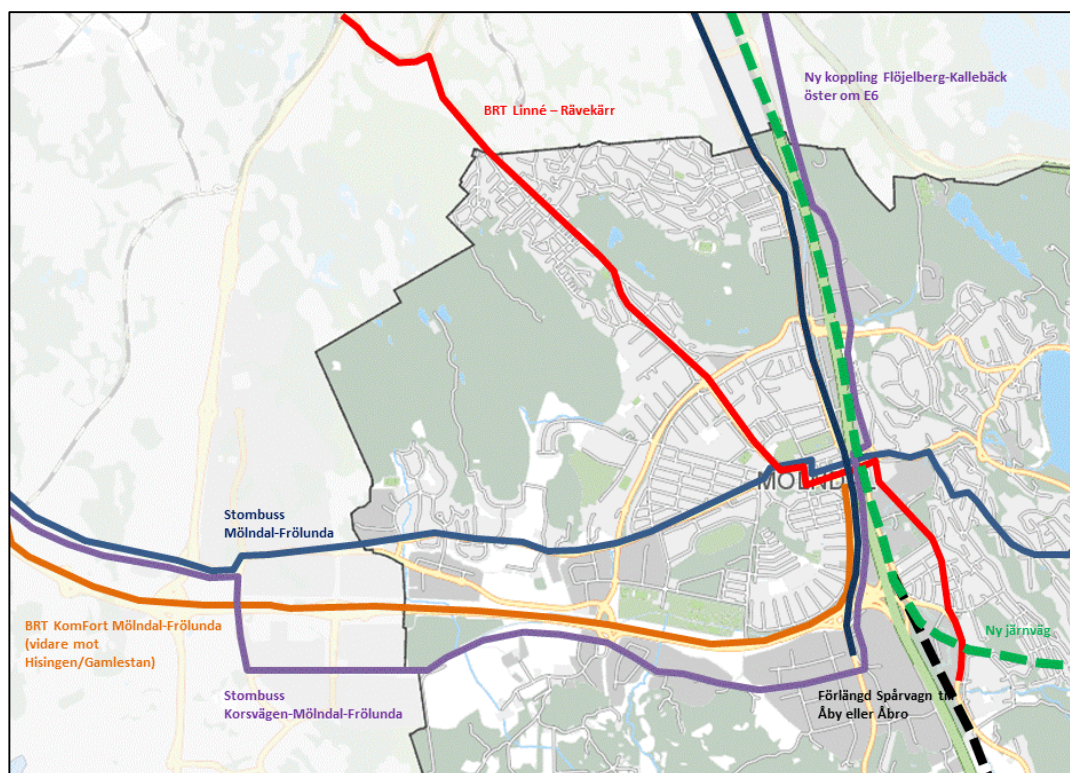 Ny koppling Flöjelberg-Kallebäck
öster om E6
BRT Linné – Rävekärr
MÖLNDAL
Stombuss
Mölndal-Frölunda
BRT KomFort Mölndal-Frölunda
(vidare mot
Hisingen/Gamlestan)
Ny järnväg
Stombuss
Korsvägen-Mölndal-Frölunda
Förlängd Spårvagn till
Åby eller Åbro